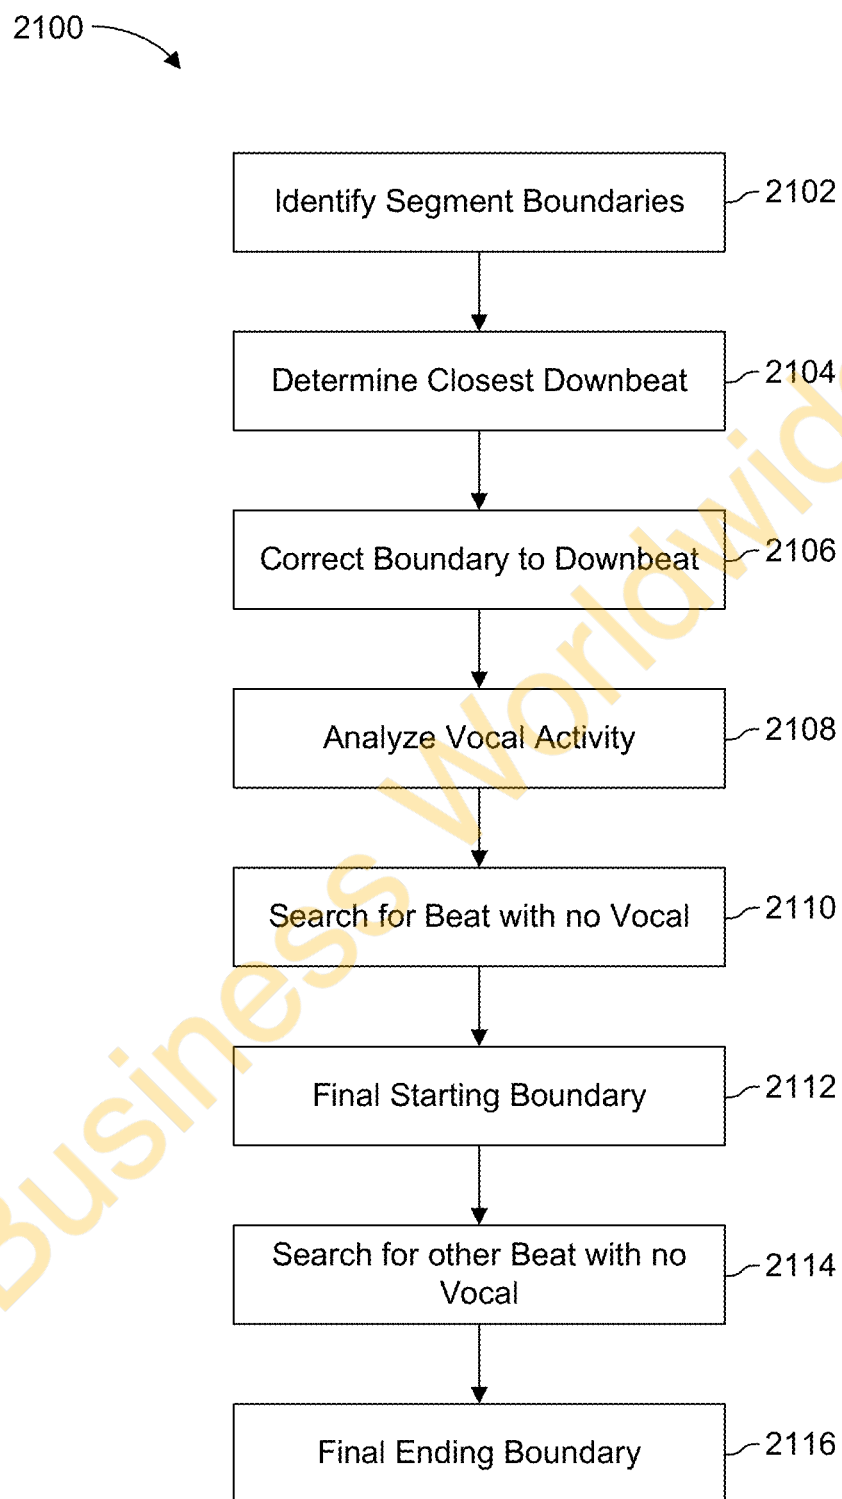 2100
Identify Segment Boundaries
2102
Determine Closest Downbeat
2104
Correct Boundary to Downbeat
2106
Analyze Vocal Activity
2108
Search for Beat with no Vocal
2110
Final Starting Boundary
2112
Search for other Beat with no
Vocal
2114
Final Ending Boundary
2116
Business Worldwide